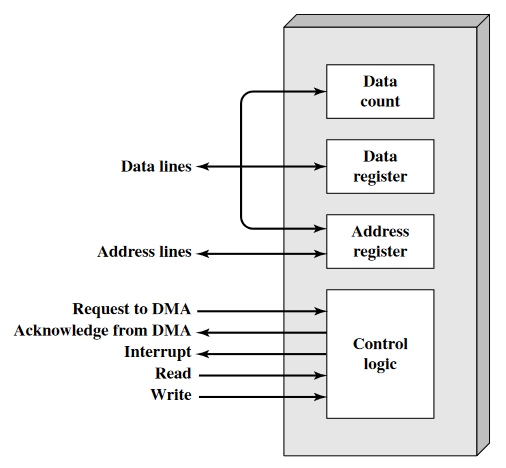 Data
count
Data lines
Data
register
Address
register
Address lines
Request to DMA
Acknowledge from DMA
Interrupt
Read
Write
Control
logic